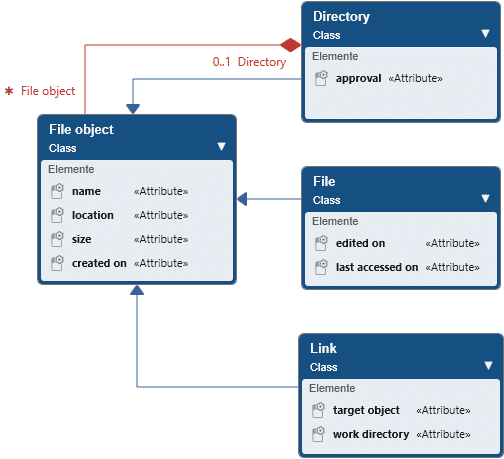 Directory
Class
Elemente
approval «Attribute»
0..1 Directory
✱ File object
File object
Class
Elemente
name «Attribute»
location «Attribute»
size «Attribute»
created on «Attribute»
File
Class
Elemente
edited on «Attribute»
last accessed on «Attribute»
Link
Class
Elemente
target object «Attribute»
work directory «Attribute»